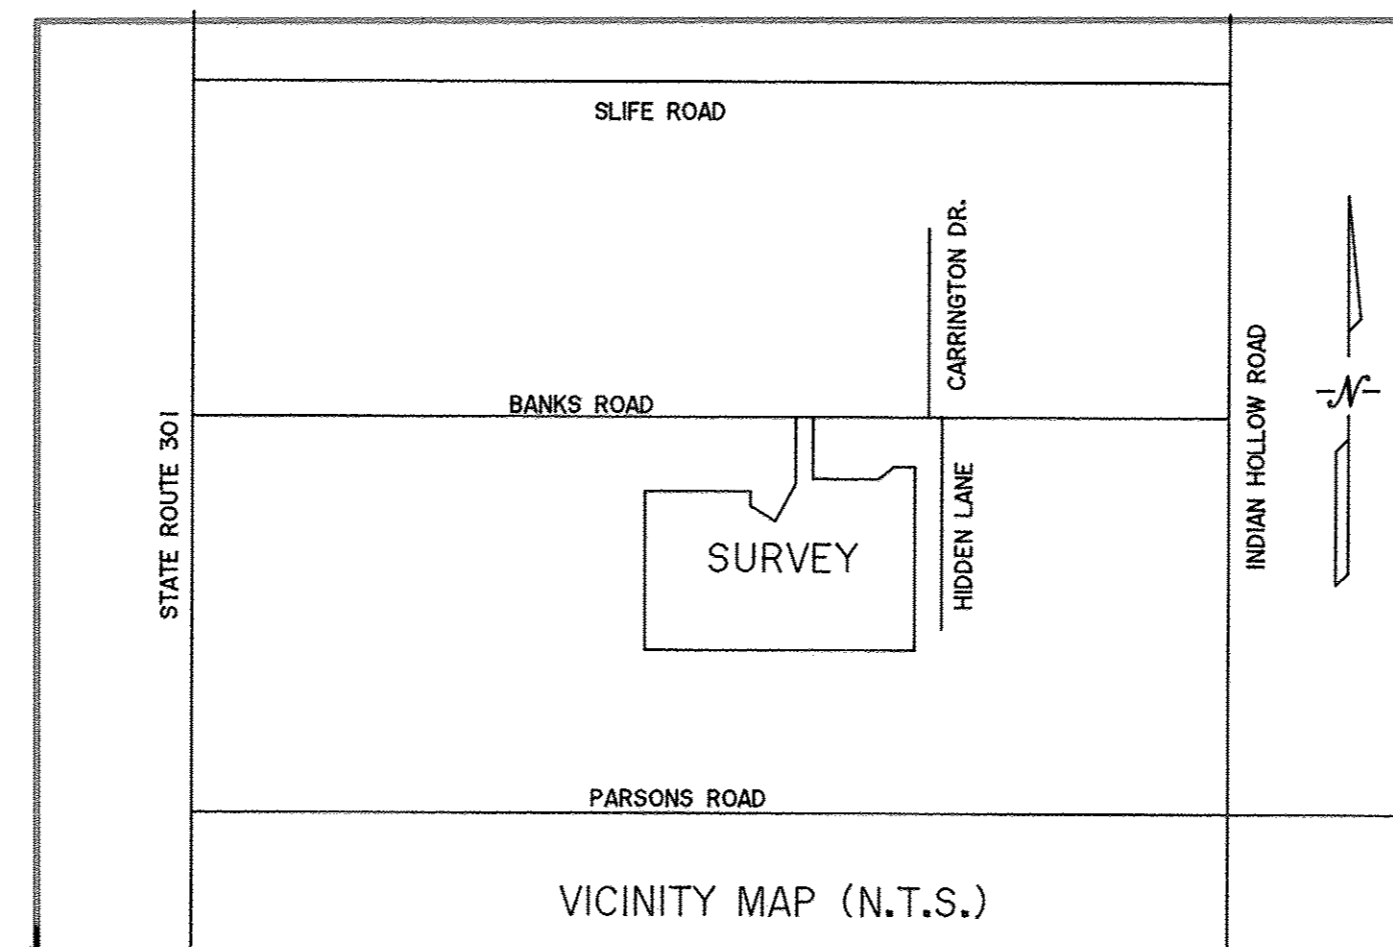 SLIFE ROAD
CARRINGTON DR.
BANKS ROAD
STATE ROUTE 301
INDIAN HOLLOW ROAD
-N-
HIDDEN LANE
SURVEY
PARSONS ROAD
VICINITY MAP (N.T.S.)